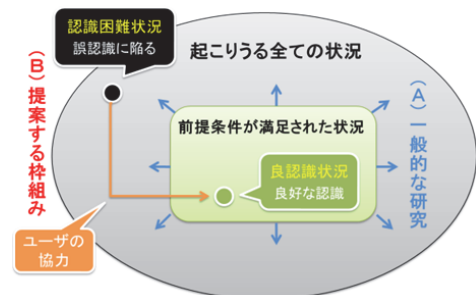 認識困難状況
誤認識に陥る
起こりうる全ての状況
(B)提案する枠組み
(A)一般的な研究
前提条件が満足された状況
良認識状況
良好な認識
ユーザの
協力